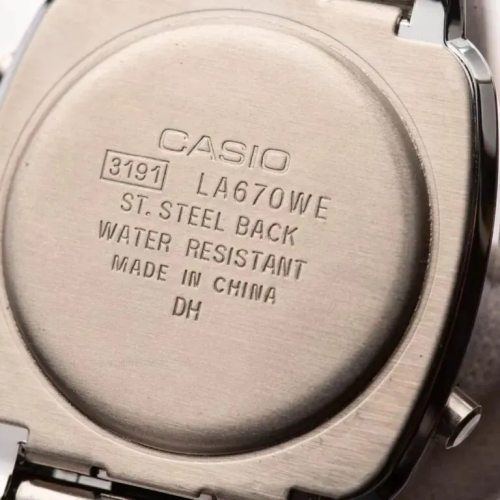 CASIO
3191 LA670WE
ST. STEEL BACK
WATER RESISTANT
MADE IN CHINA
DH